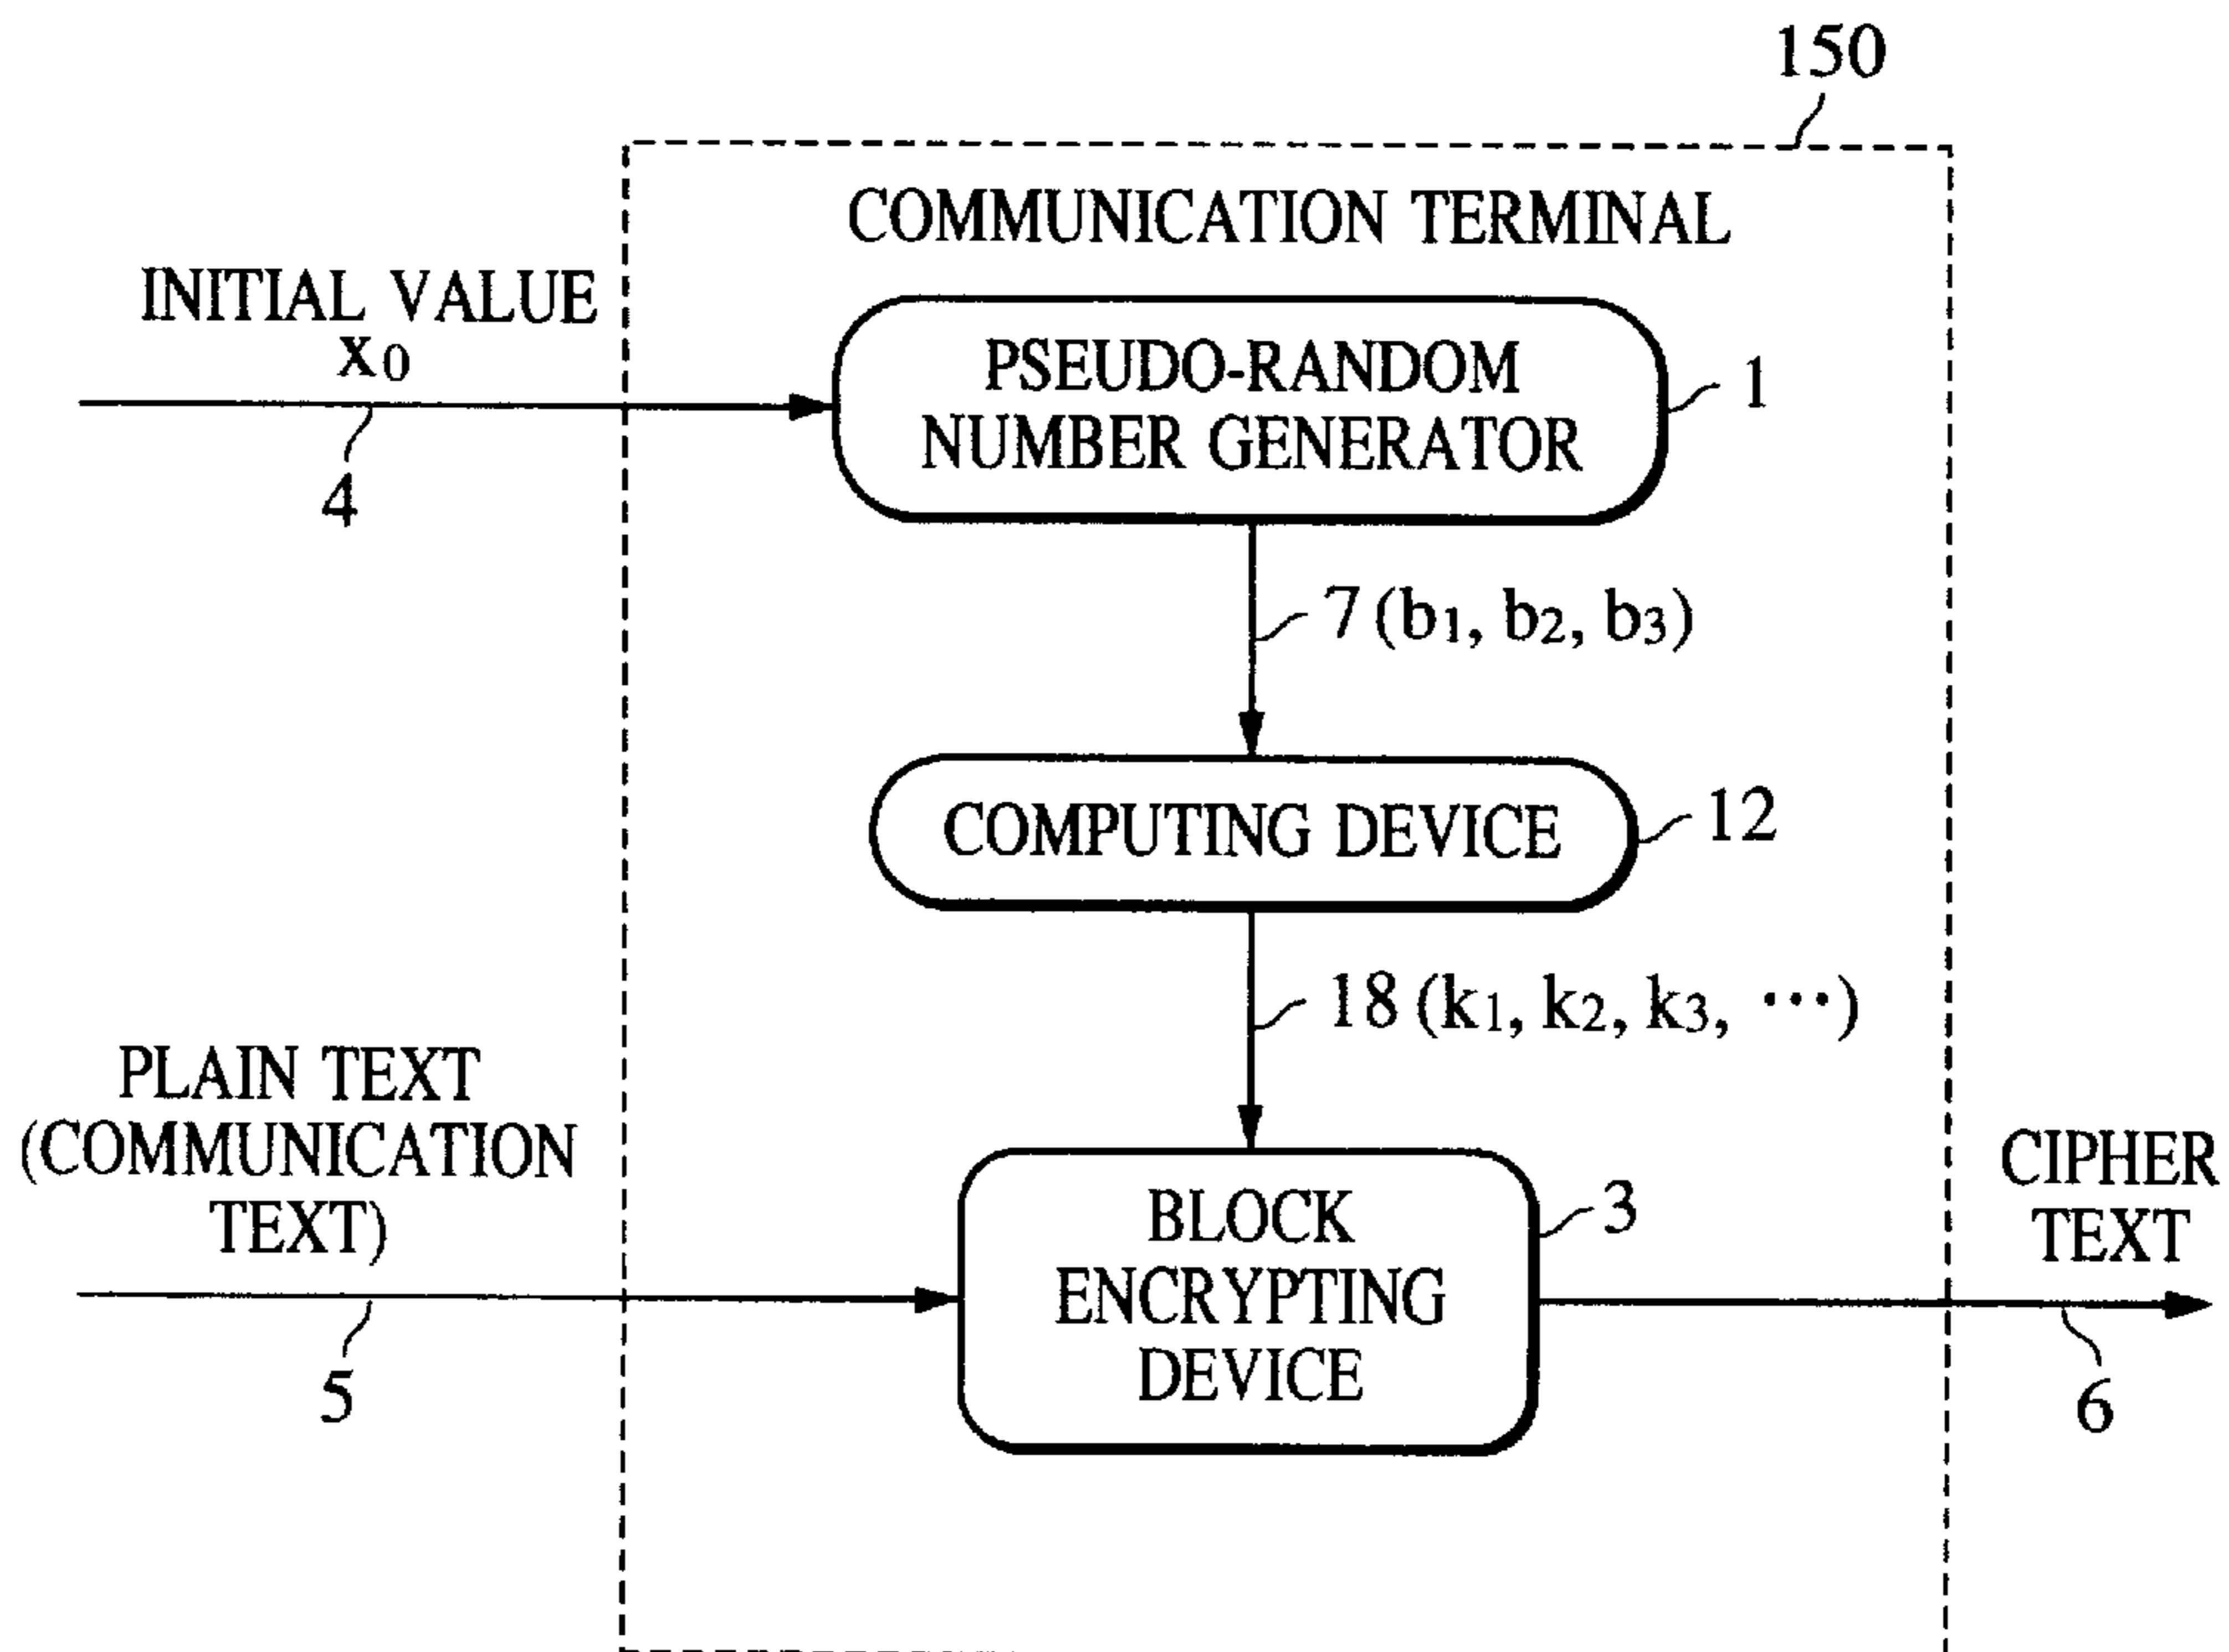 150
COMMUNICATION TERMINAL
INITIAL VALUE
x0
4
PSEUDO-RANDOM
NUMBER GENERATOR
1
7 (b1, b2, b3)
COMPUTING DEVICE
12
18 (k1, k2, k3, ···)
PLAIN TEXT
(COMMUNICATION
TEXT)
5
BLOCK
ENCRYPTING
DEVICE
3
CIPHER
TEXT
6